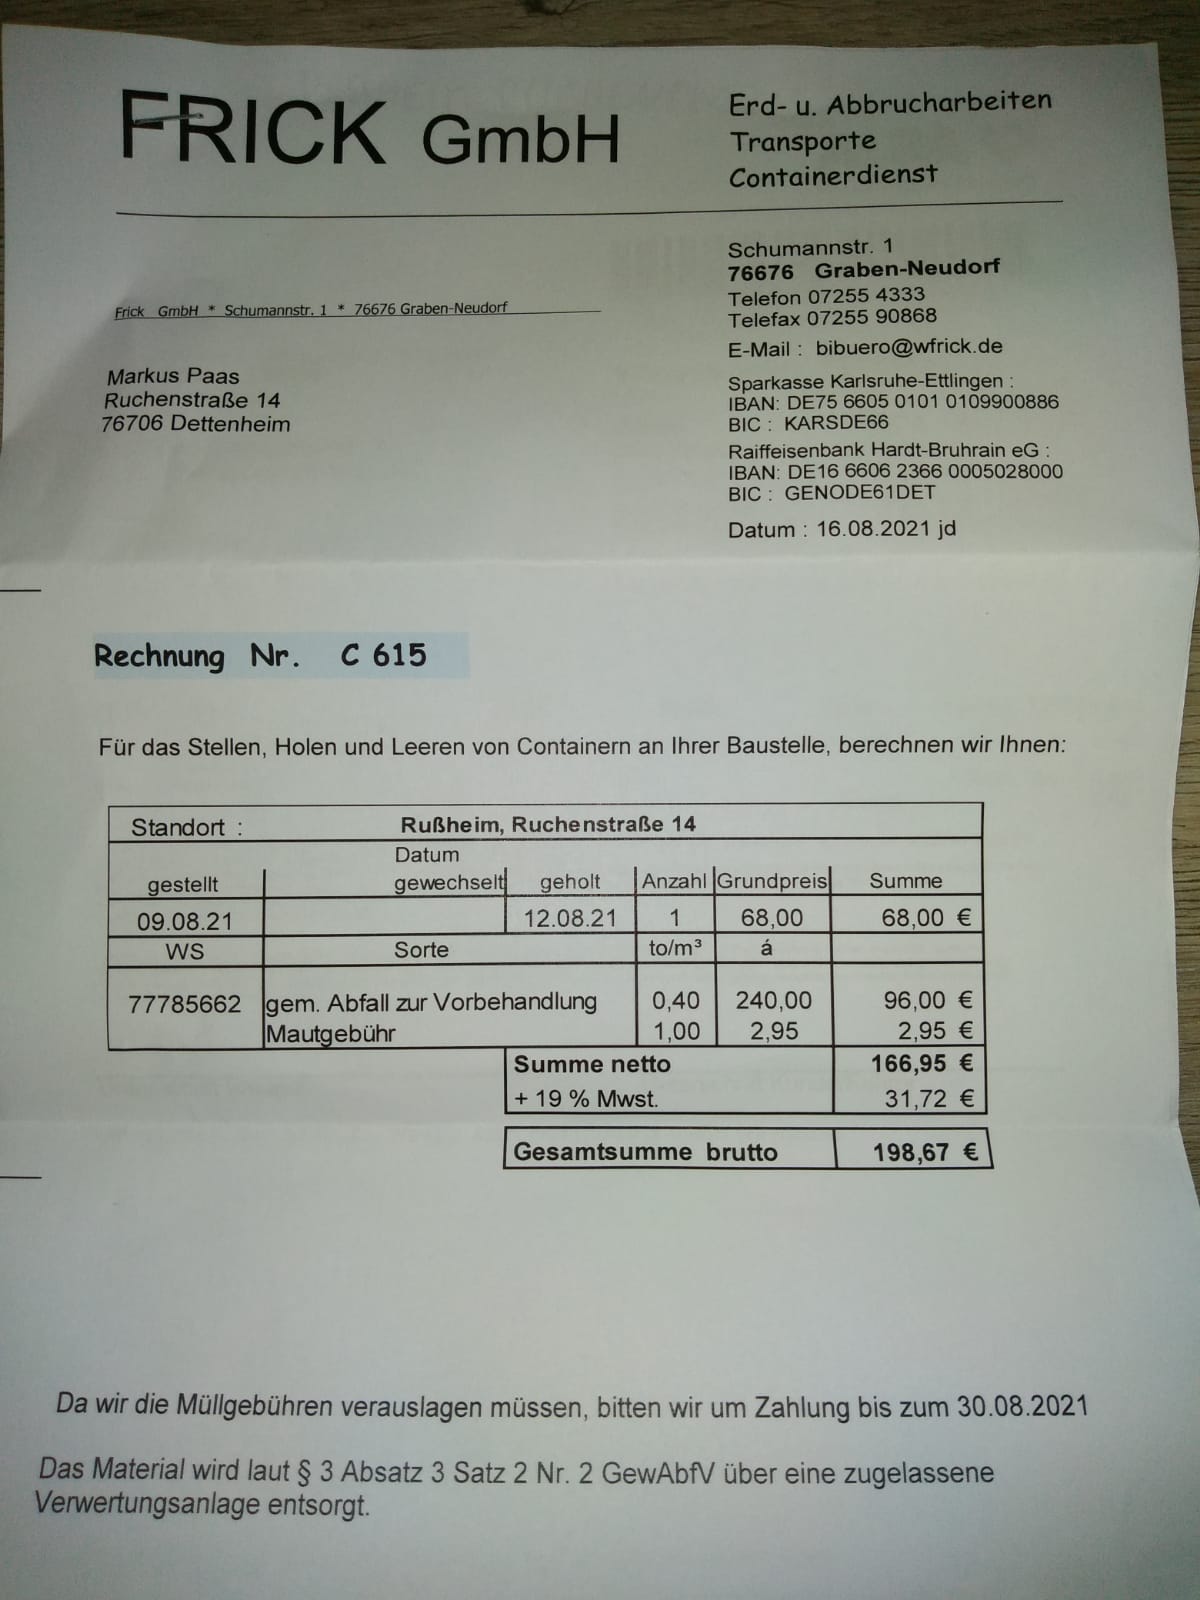 FRICK GmbH
Erd- u. Abbrucharbeiten
Transporte
Containerdienst
Schumannstr. 1
76676 Graben-Neudorf
Telefon 07255 4333
Telefax 07255 90868
E-Mail : bibuero@wfrick.de
Sparkasse Karlsruhe-Ettlingen :
IBAN: DE75 6605 0101 0109900886
BIC : KARSDE66
Raiffeisenbank Hardt-Bruhrain eG :
IBAN: DE16 6606 2366 0005028000
BIC : GENODE61DET
Datum : 16.08.2021 jd
Frick GmbH * Schumannstr. 1 * 76676 Graben-Neudorf
Markus Paas
Ruchenstraße 14
76706 Dettenheim
Rechnung Nr. C 615
Für das Stellen, Holen und Leeren von Containern an Ihrer Baustelle, berechnen wir Ihnen:
Standort : Rußheim, Ruchenstraße 14
Datum
gestellt gewechselt geholt Anzahl Grundpreis Summe
09.08.21 12.08.21 1 68,00 68,00 €
WS Sorte to/m³ á
77785662 gem. Abfall zur Vorbehandlung 0,40 240,00 96,00 €
Mautgebühr 1,00 2,95 2,95 €
Summe netto 166,95 €
+ 19 % Mwst. 31,72 €
Gesamtsumme brutto 198,67 €
Da wir die Müllgebühren verauslagen müssen, bitten wir um Zahlung bis zum 30.08.2021
Das Material wird laut § 3 Absatz 3 Satz 2 Nr. 2 GewAbfV über eine zugelassene
Verwertungsanlage entsorgt.